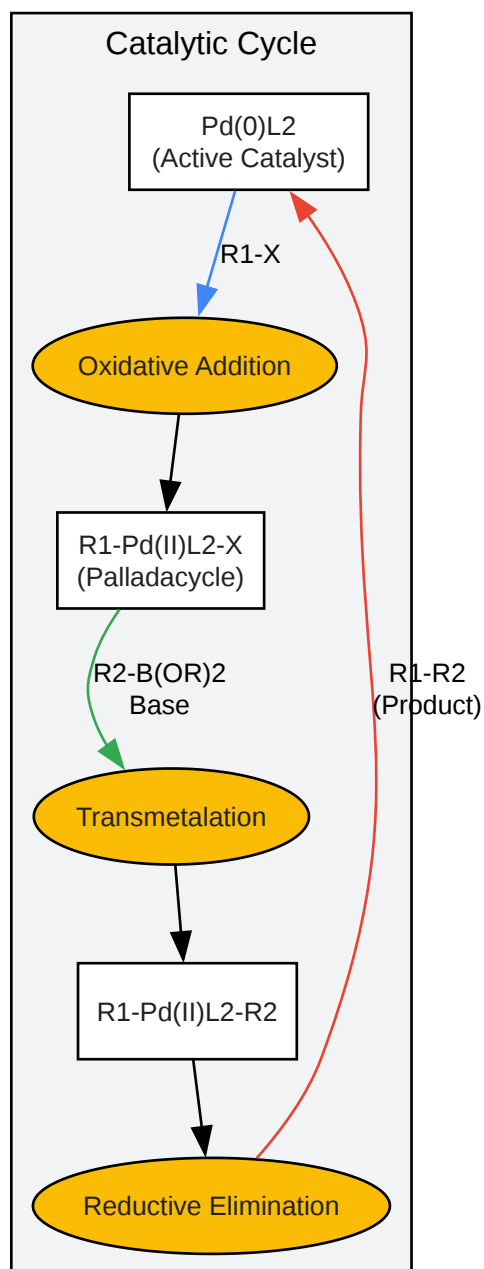 Catalytic Cycle
Pd(0)L2
(Active Catalyst)
R1-X
Oxidative Addition
R1-Pd(II)L2-X
(Palladacycle)
R2-B(OR)2
Base
R1-R2
(Product)
Transmetalation
R1-Pd(II)L2-R2
Reductive Elimination